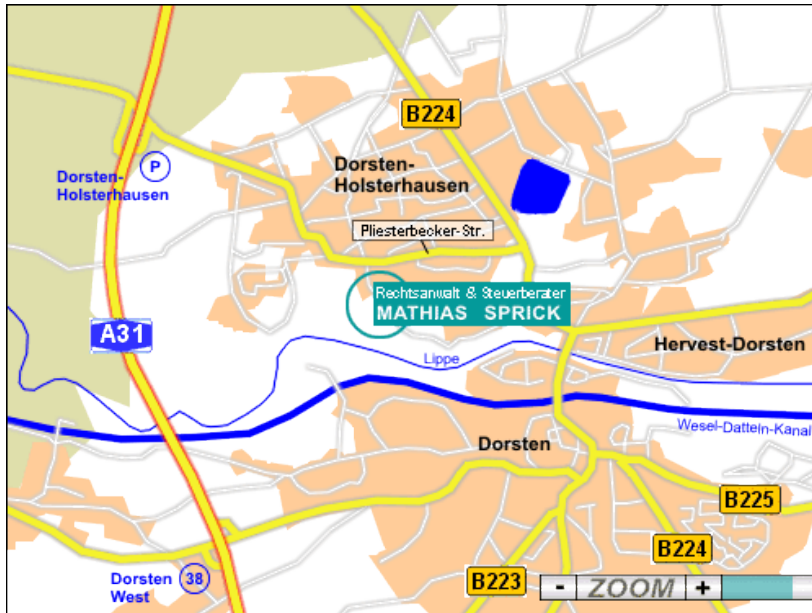 B224
Dorsten-
Holsterhausen
P
Dorsten-
Holsterhausen
Pliesterbecker-Str.
Rechtsanwalt & Steuerberater
MATHIAS SPRICK
A31
Hervest-Dorsten
Lippe
Wesel-Datteln-Kanal
Dorsten
B225
B224
Dorsten
West
38
B223
- ZOOM +